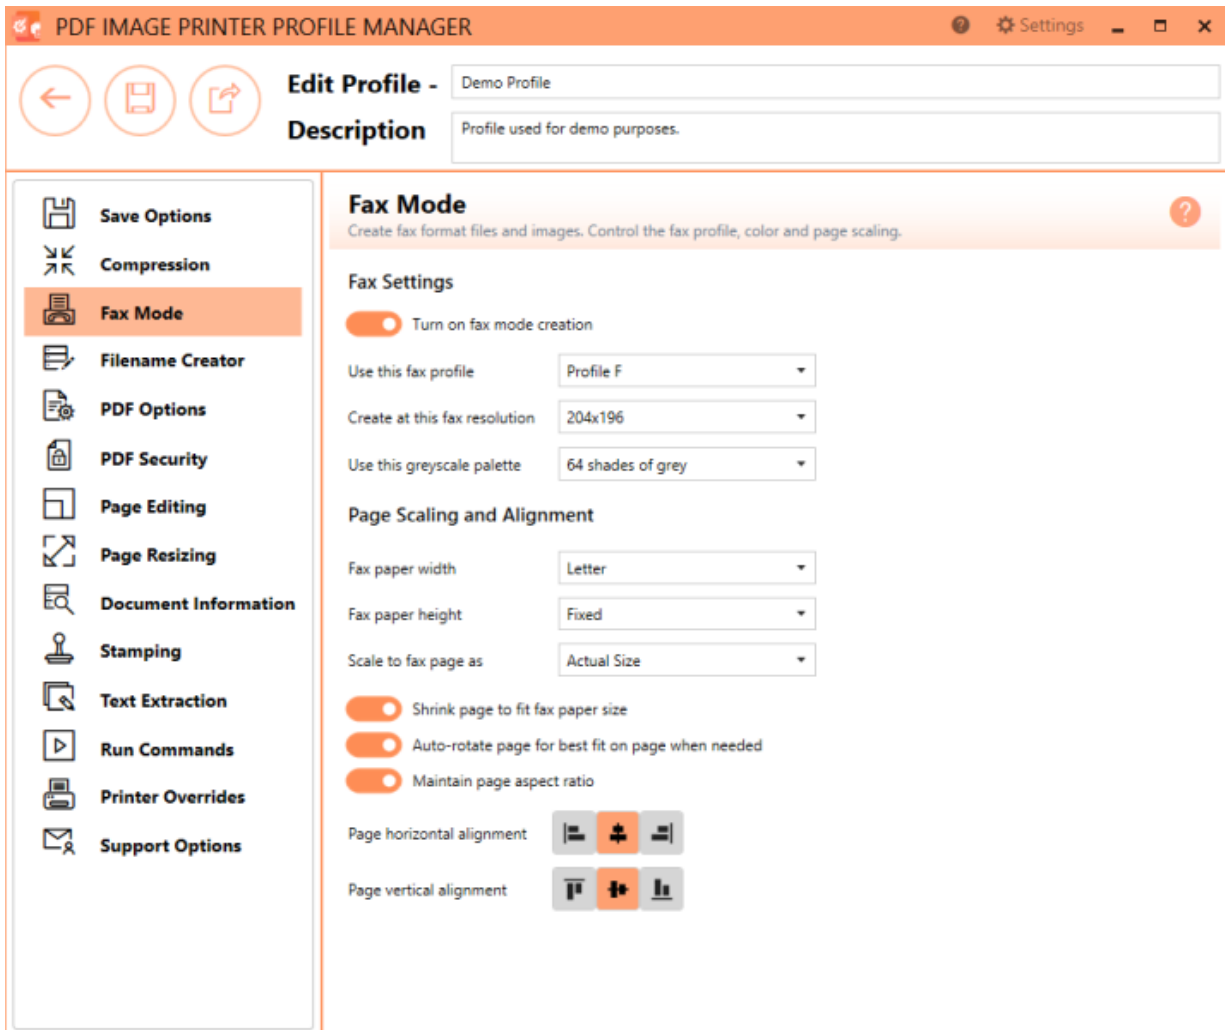 PDF IMAGE PRINTER PROFILE MANAGER
? Settings
Edit Profile - Demo Profile
Description Profile used for demo purposes.
Save Options
Compression
Fax Mode
Filename Creator
PDF Options
PDF Security
Page Editing
Page Resizing
Document Information
Stamping
Text Extraction
Run Commands
Printer Overrides
Support Options
Fax Mode
?
Create fax format files and images. Control the fax profile, color and page scaling.
Fax Settings
Turn on fax mode creation
Use this fax profile Profile F
Create at this fax resolution 204x196
Use this greyscale palette 64 shades of grey
Page Scaling and Alignment
Fax paper width Letter
Fax paper height Fixed
Scale to fax page as Actual Size
Shrink page to fit fax paper size
Auto-rotate page for best fit on page when needed
Maintain page aspect ratio
Page horizontal alignment
Page vertical alignment